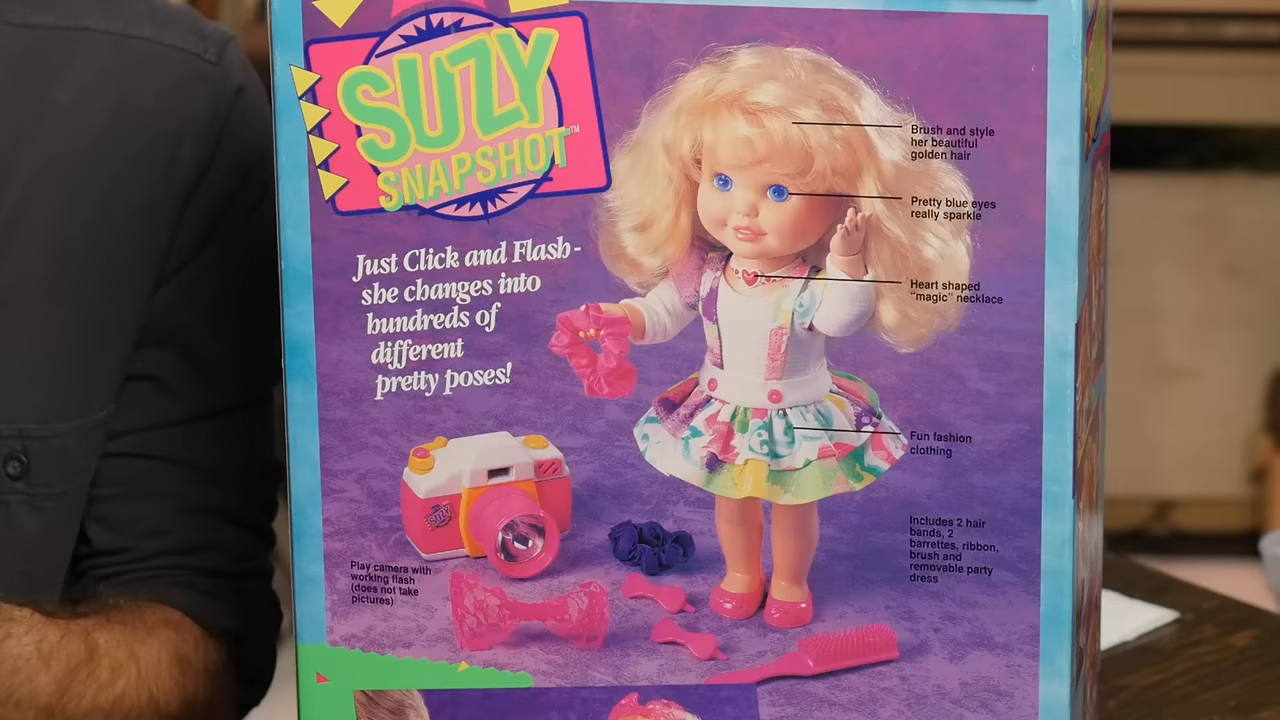 SUZY
SNAPSHOT™
Just Click and Flash-
she changes into
hundreds of
different
pretty poses!
Brush and style
her beautiful
golden hair
Pretty blue eyes
really sparkle
Heart shaped
"magic" necklace
Fun fashion
clothing
Includes 2 hair
bands, 2
barrettes, ribbon,
brush and
removable party
dress
SUZY
Play camera with
working flash
(does not take
pictures)